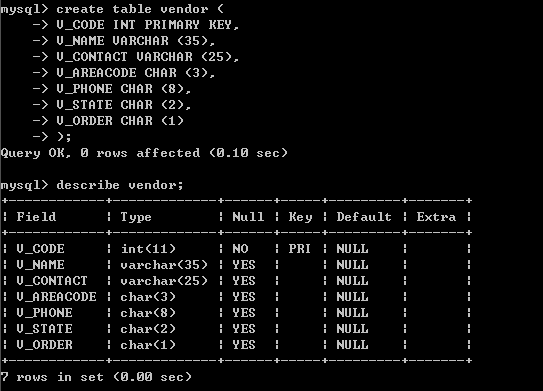 mysql> create table vendor (
    -> V_CODE INT PRIMARY KEY,
    -> V_NAME VARCHAR (35),
    -> V_CONTACT VARCHAR (25),
    -> V_AREACODE CHAR (3),
    -> V_PHONE CHAR (8),
    -> V_STATE CHAR (2),
    -> V_ORDER CHAR (1)
    -> );
Query OK, 0 rows affected (0.10 sec)
mysql> describe vendor;
+------------+-------------+------+-----+---------+-------+
| Field      | Type        | Null | Key | Default | Extra |
+------------+-------------+------+-----+---------+-------+
| V_CODE     | int(11)     | NO   | PRI | NULL    |       |
| V_NAME     | varchar(35) | YES  |     | NULL    |       |
| V_CONTACT  | varchar(25) | YES  |     | NULL    |       |
| V_AREACODE | char(3)     | YES  |     | NULL    |       |
| V_PHONE    | char(8)     | YES  |     | NULL    |       |
| V_STATE    | char(2)     | YES  |     | NULL    |       |
| V_ORDER    | char(1)     | YES  |     | NULL    |       |
+------------+-------------+------+-----+---------+-------+
7 rows in set (0.00 sec)